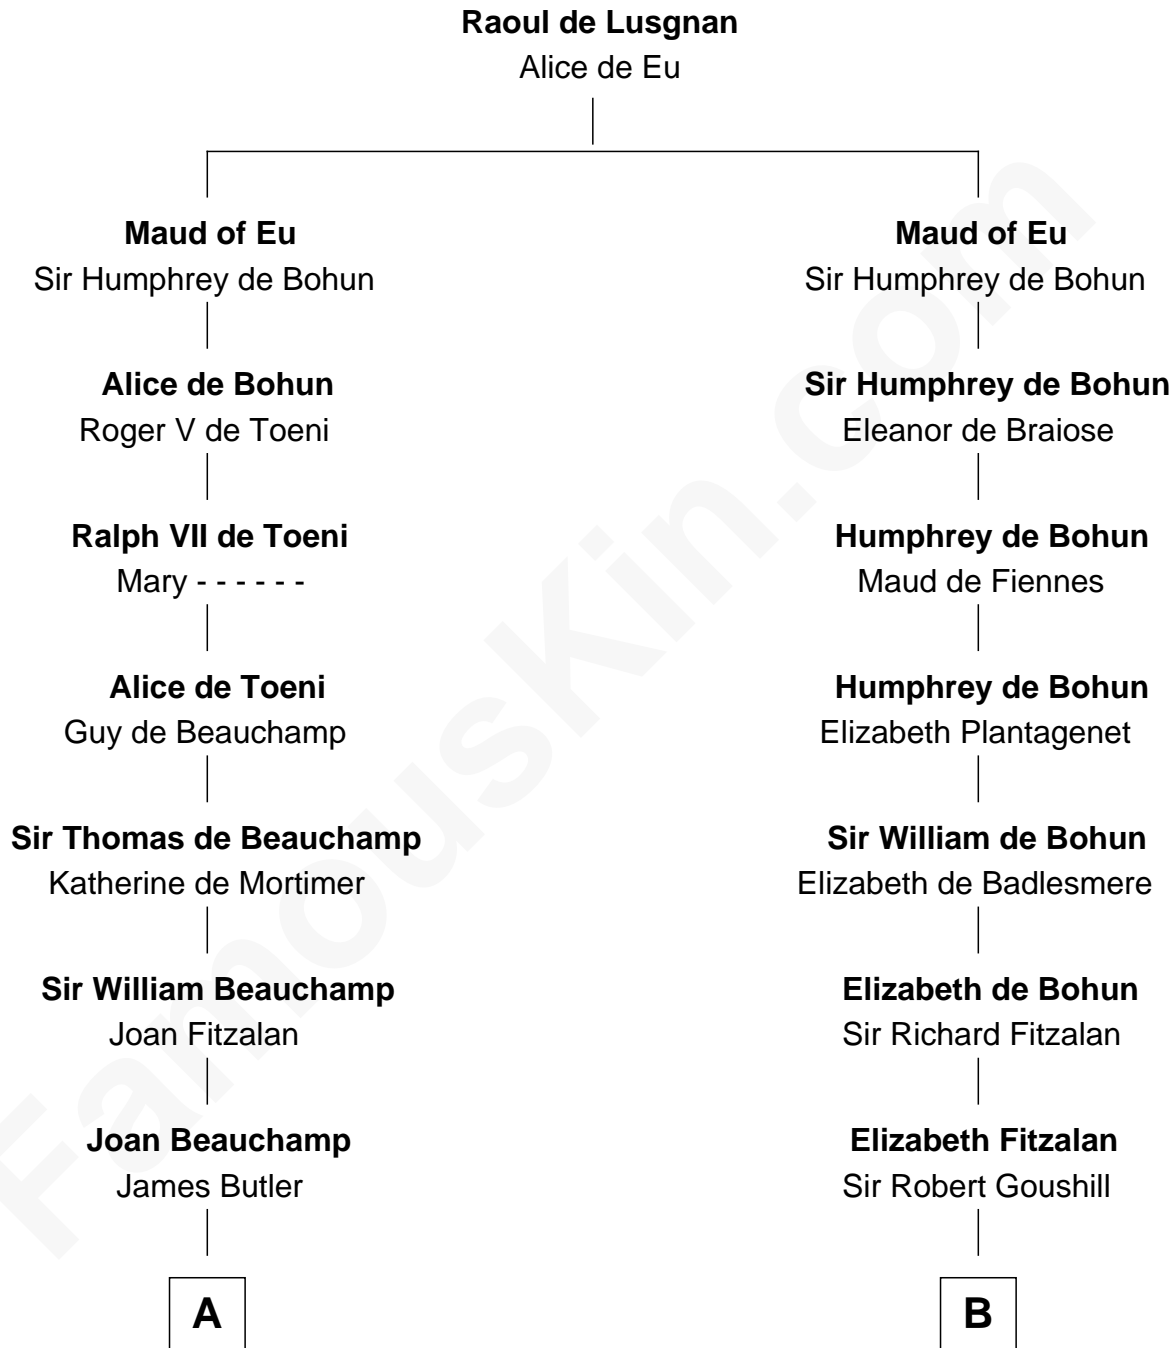 Raoul de Lusgnan
Alice de Eu
Maud of Eu
Sir Humphrey de Bohun
Maud of Eu
Sir Humphrey de Bohun
Alice de Bohun
Roger V de Toeni
Sir Humphrey de Bohun
Eleanor de Braiose
Ralph VII de Toeni
Mary - - - - - -
Humphrey de Bohun
Maud de Fiennes
Alice de Toeni
Guy de Beauchamp
Humphrey de Bohun
Elizabeth Plantagenet
Sir Thomas de Beauchamp
Katherine de Mortimer
Sir William de Bohun
Elizabeth de Badlesmere
Sir William Beauchamp
Joan Fitzalan
Elizabeth de Bohun
Sir Richard Fitzalan
Joan Beauchamp
James Butler
Elizabeth Fitzalan
Sir Robert Goushill
A
B
FamousKin.com